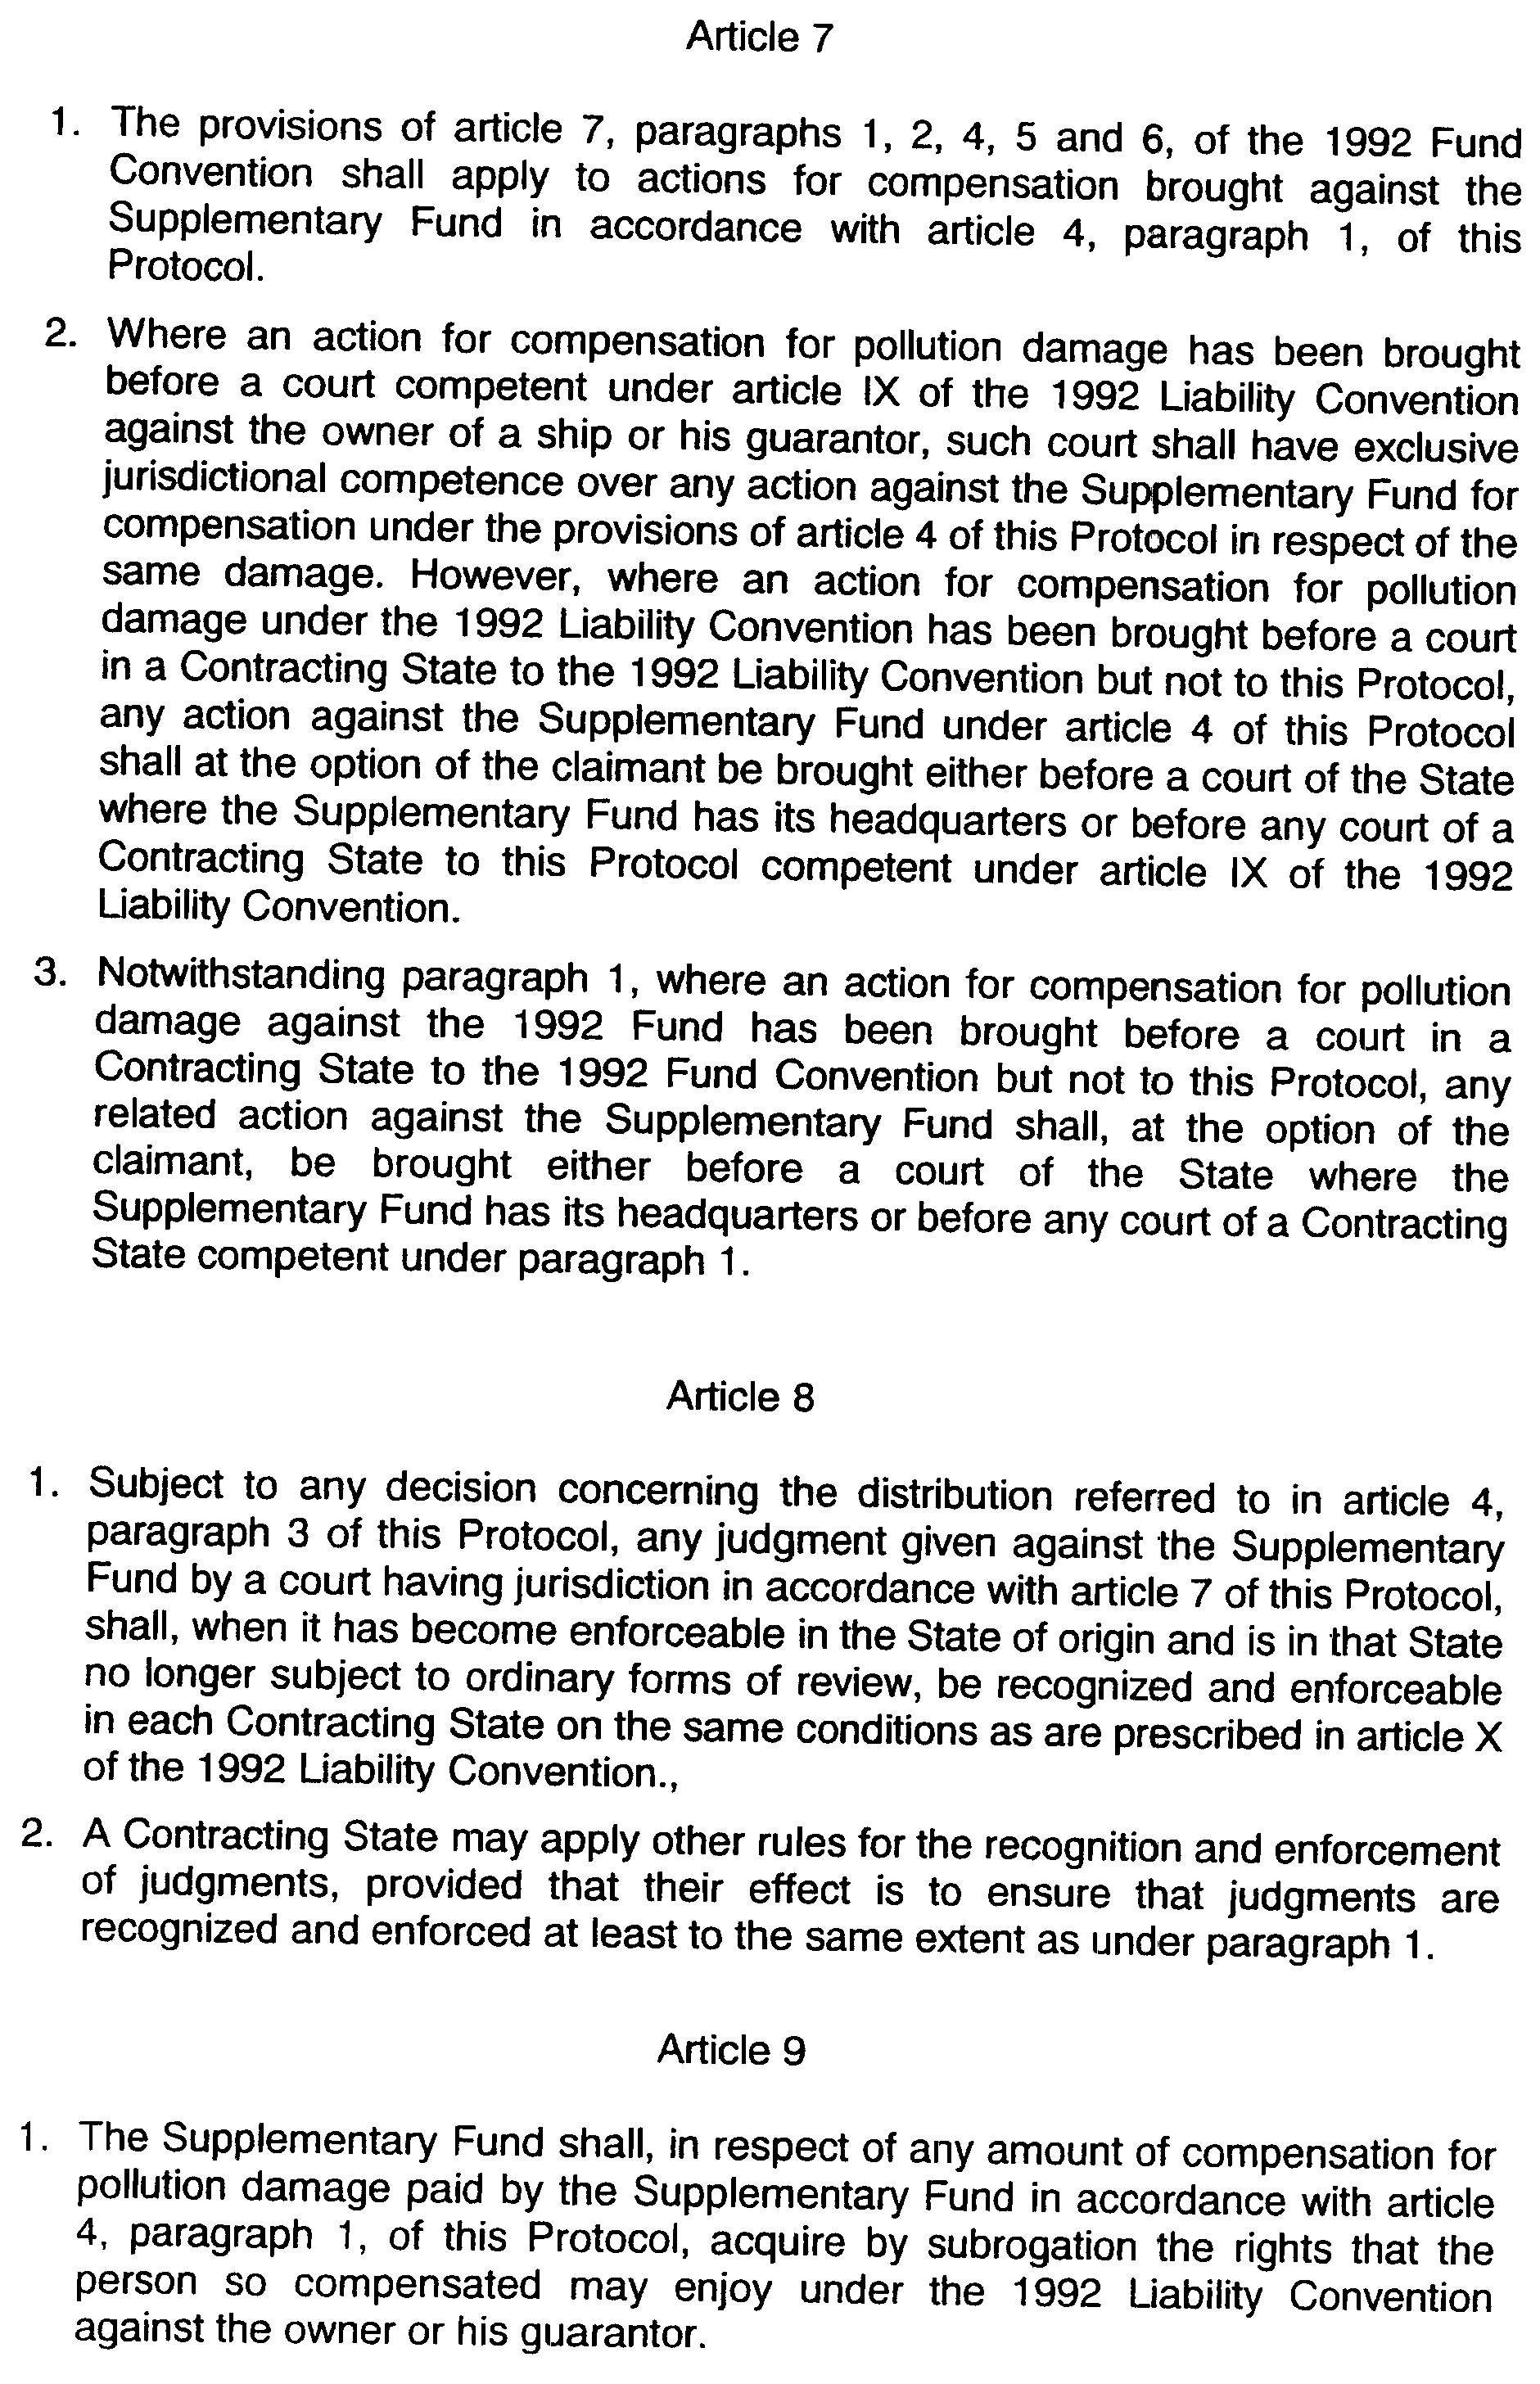 Article 7
1. The provisions of article 7, paragraphs 1, 2, 4, 5 and 6, of the 1992 Fund
Convention shall apply to actions for compensation brought against the
Supplementary Fund in accordance with article 4, paragraph 1, of this
Protocol.
2. Where an action for compensation for pollution damage has been brought
before a court competent under article IX of the 1992 Liability Convention
against the owner of a ship or his guarantor, such court shall have exclusive
jurisdictional competence over any action against the Supplementary Fund for
compensation under the provisions of article 4 of this Protocol in respect of the
same damage. However, where an action for compensation for pollution
damage under the 1992 Liability Convention has been brought before a court
in a Contracting State to the 1992 Liability Convention but not to this Protocol,
any action against the Supplementary Fund under article 4 of this Protocol
shall at the option of the claimant be brought either before a court of the State
where the Supplementary Fund has its headquarters or before any court of a
Contracting State to this Protocol competent under article IX of the 1992
Liability Convention.
3. Notwithstanding paragraph 1, where an action for compensation for pollution
damage against the 1992 Fund has been brought before a court in a
Contracting State to the 1992 Fund Convention but not to this Protocol, any
related action against the Supplementary Fund shall, at the option of the
claimant, be brought either before a court of the State where the
Supplementary Fund has its headquarters or before any court of a Contracting
State competent under paragraph 1.
Article 8
1. Subject to any decision concerning the distribution referred to in article 4,
paragraph 3 of this Protocol, any judgment given against the Supplementary
Fund by a court having jurisdiction in accordance with article 7 of this Protocol,
shall, when it has become enforceable in the State of origin and is in that State
no longer subject to ordinary forms of review, be recognized and enforceable
in each Contracting State on the same conditions as are prescribed in article X
of the 1992 Liability Convention.,
2. A Contracting State may apply other rules for the recognition and enforcement
of judgments, provided that their effect is to ensure that judgments are
recognized and enforced at least to the same extent as under paragraph 1.
Article 9
1. The Supplementary Fund shall, in respect of any amount of compensation for
pollution damage paid by the Supplementary Fund in accordance with article
4, paragraph 1, of this Protocol, acquire by subrogation the rights that the
person so compensated may enjoy under the 1992 Liability Convention
against the owner or his guarantor.